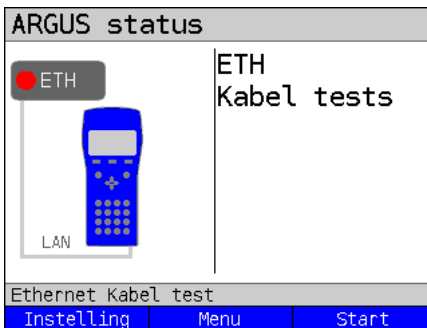 ARGUS status
ETH
LAN
ETH
Kabel tests
Ethernet Kabel test
Instelling Menu Start